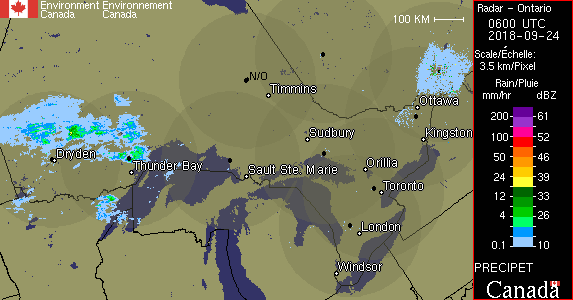 Environment Environnement
Canada Canada
100 KM
N/O
Timmins
Ottawa
Sudbury
Kingston
Dryden
Thunder Bay
Sault Ste. Marie
Orillia
Toronto
London
Windsor
Radar - Ontario
0600 UTC
2018-09-24
Scale/Échelle:
3.5 km/Pixel
Rain/Pluie
mm/hr dBZ
200 61
100 52
50 46
24 39
12 33
4 26
0.1 10
PRECIPET
Canada